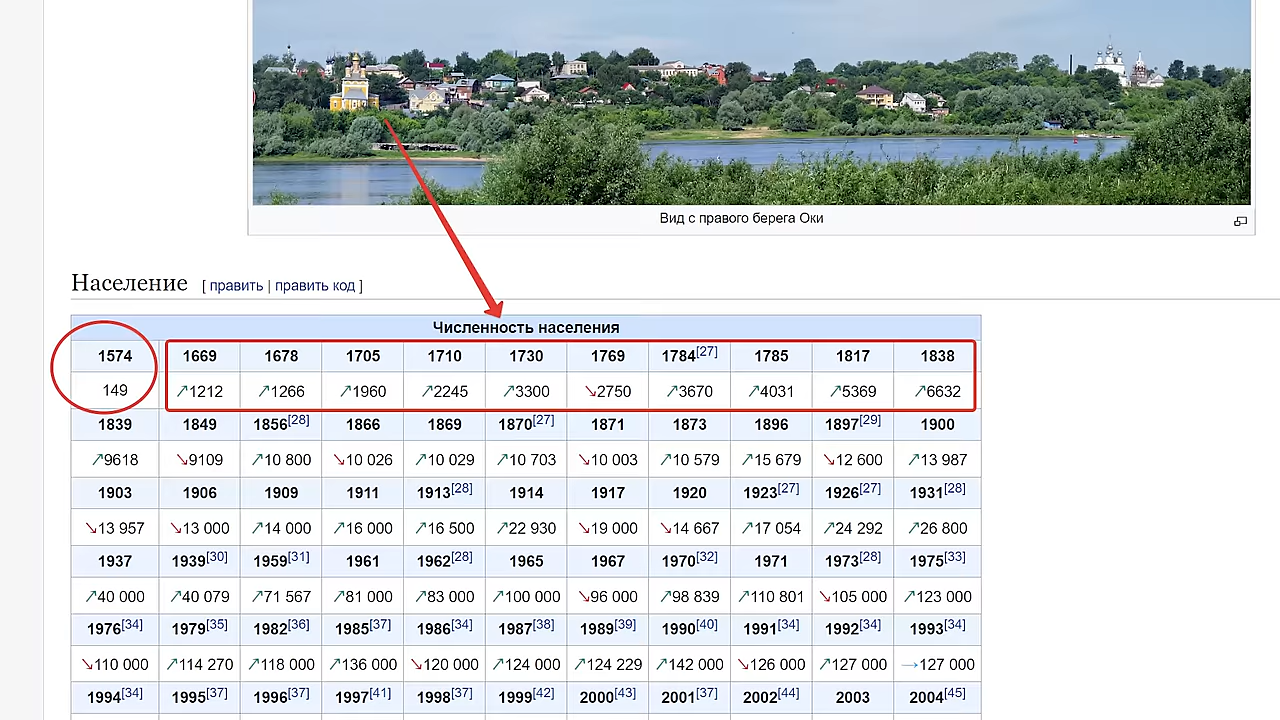 Вид с правого берега Оки
Население [ править | править код ]
Численность населения
1574 1669 1678 1705 1710 1730 1769 1784[27] 1785 1817 1838
149 ↗1212 ↗1266 ↗1960 ↗2245 ↗3300 ↘2750 ↗3670 ↗4031 ↗5369 ↗6632
1839 1849 1856[28] 1866 1869 1870[27] 1871 1873 1896 1897[29] 1900
↗9618 ↘9109 ↗10 800 ↘10 026 ↗10 029 ↗10 703 ↘10 003 ↗10 579 ↗15 679 ↘12 600 ↗13 987
1903 1906 1909 1911 1913[28] 1914 1917 1920 1923[27] 1926[27] 1931[28]
↘13 957 ↘13 000 ↗14 000 ↗16 000 ↗16 500 ↗22 930 ↘19 000 ↘14 667 ↗17 054 ↗24 292 ↗26 800
1937 1939[30] 1959[31] 1961 1962[28] 1965 1967 1970[32] 1971 1973[28] 1975[33]
↗40 000 ↗40 079 ↗71 567 ↗81 000 ↗83 000 ↗100 000 ↘96 000 ↗98 839 ↗110 801 ↘105 000 ↗123 000
1976[34] 1979[35] 1982[36] 1985[37] 1986[34] 1987[38] 1989[39] 1990[40] 1991[34] 1992[34] 1993[34]
↘110 000 ↗114 270 ↗118 000 ↗136 000 ↘120 000 ↗124 000 ↗124 229 ↗142 000 ↘126 000 ↗127 000 →127 000
1994[34] 1995[37] 1996[37] 1997[41] 1998[37] 1999[42] 2000[43] 2001[37] 2002[44] 2003 2004[45]